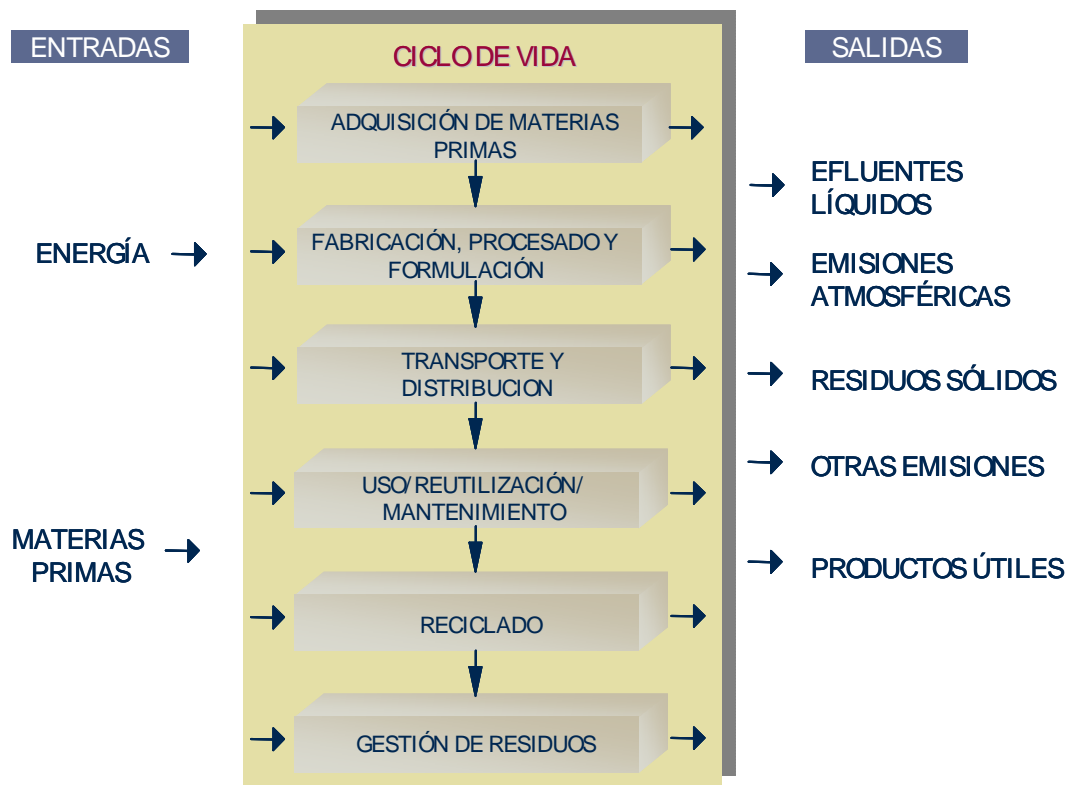 ENTRADAS
CICLO DE VIDA
SALIDAS
ADQUISICIÓN DE MATERIAS
PRIMAS
EFLUENTES
LÍQUIDOS
ENERGÍA
FABRICACIÓN, PROCESADO Y
FORMULACIÓN
EMISIONES
ATMOSFÉRICAS
TRANSPORTE Y
DISTRIBUCION
RESIDUOS SÓLIDOS
USO/ REUTILIZACIÓN/
MANTENIMIENTO
OTRAS EMISIONES
MATERIAS
PRIMAS
PRODUCTOS ÚTILES
RECICLADO
GESTIÓN DE RESIDUOS